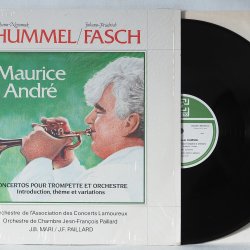 Johann-Nepomuk Johann-Friedrich
HUMMEL/FASCH
Maurice
André
CONCERTOS POUR TROMPETTE ET ORCHESTRE
Introduction, thème et variations
Orchestre de l'Association des Concerts Lamoureux
Orchestre de Chambre Jean-François Paillard
J.B. MARI / J.F. PAILLARD